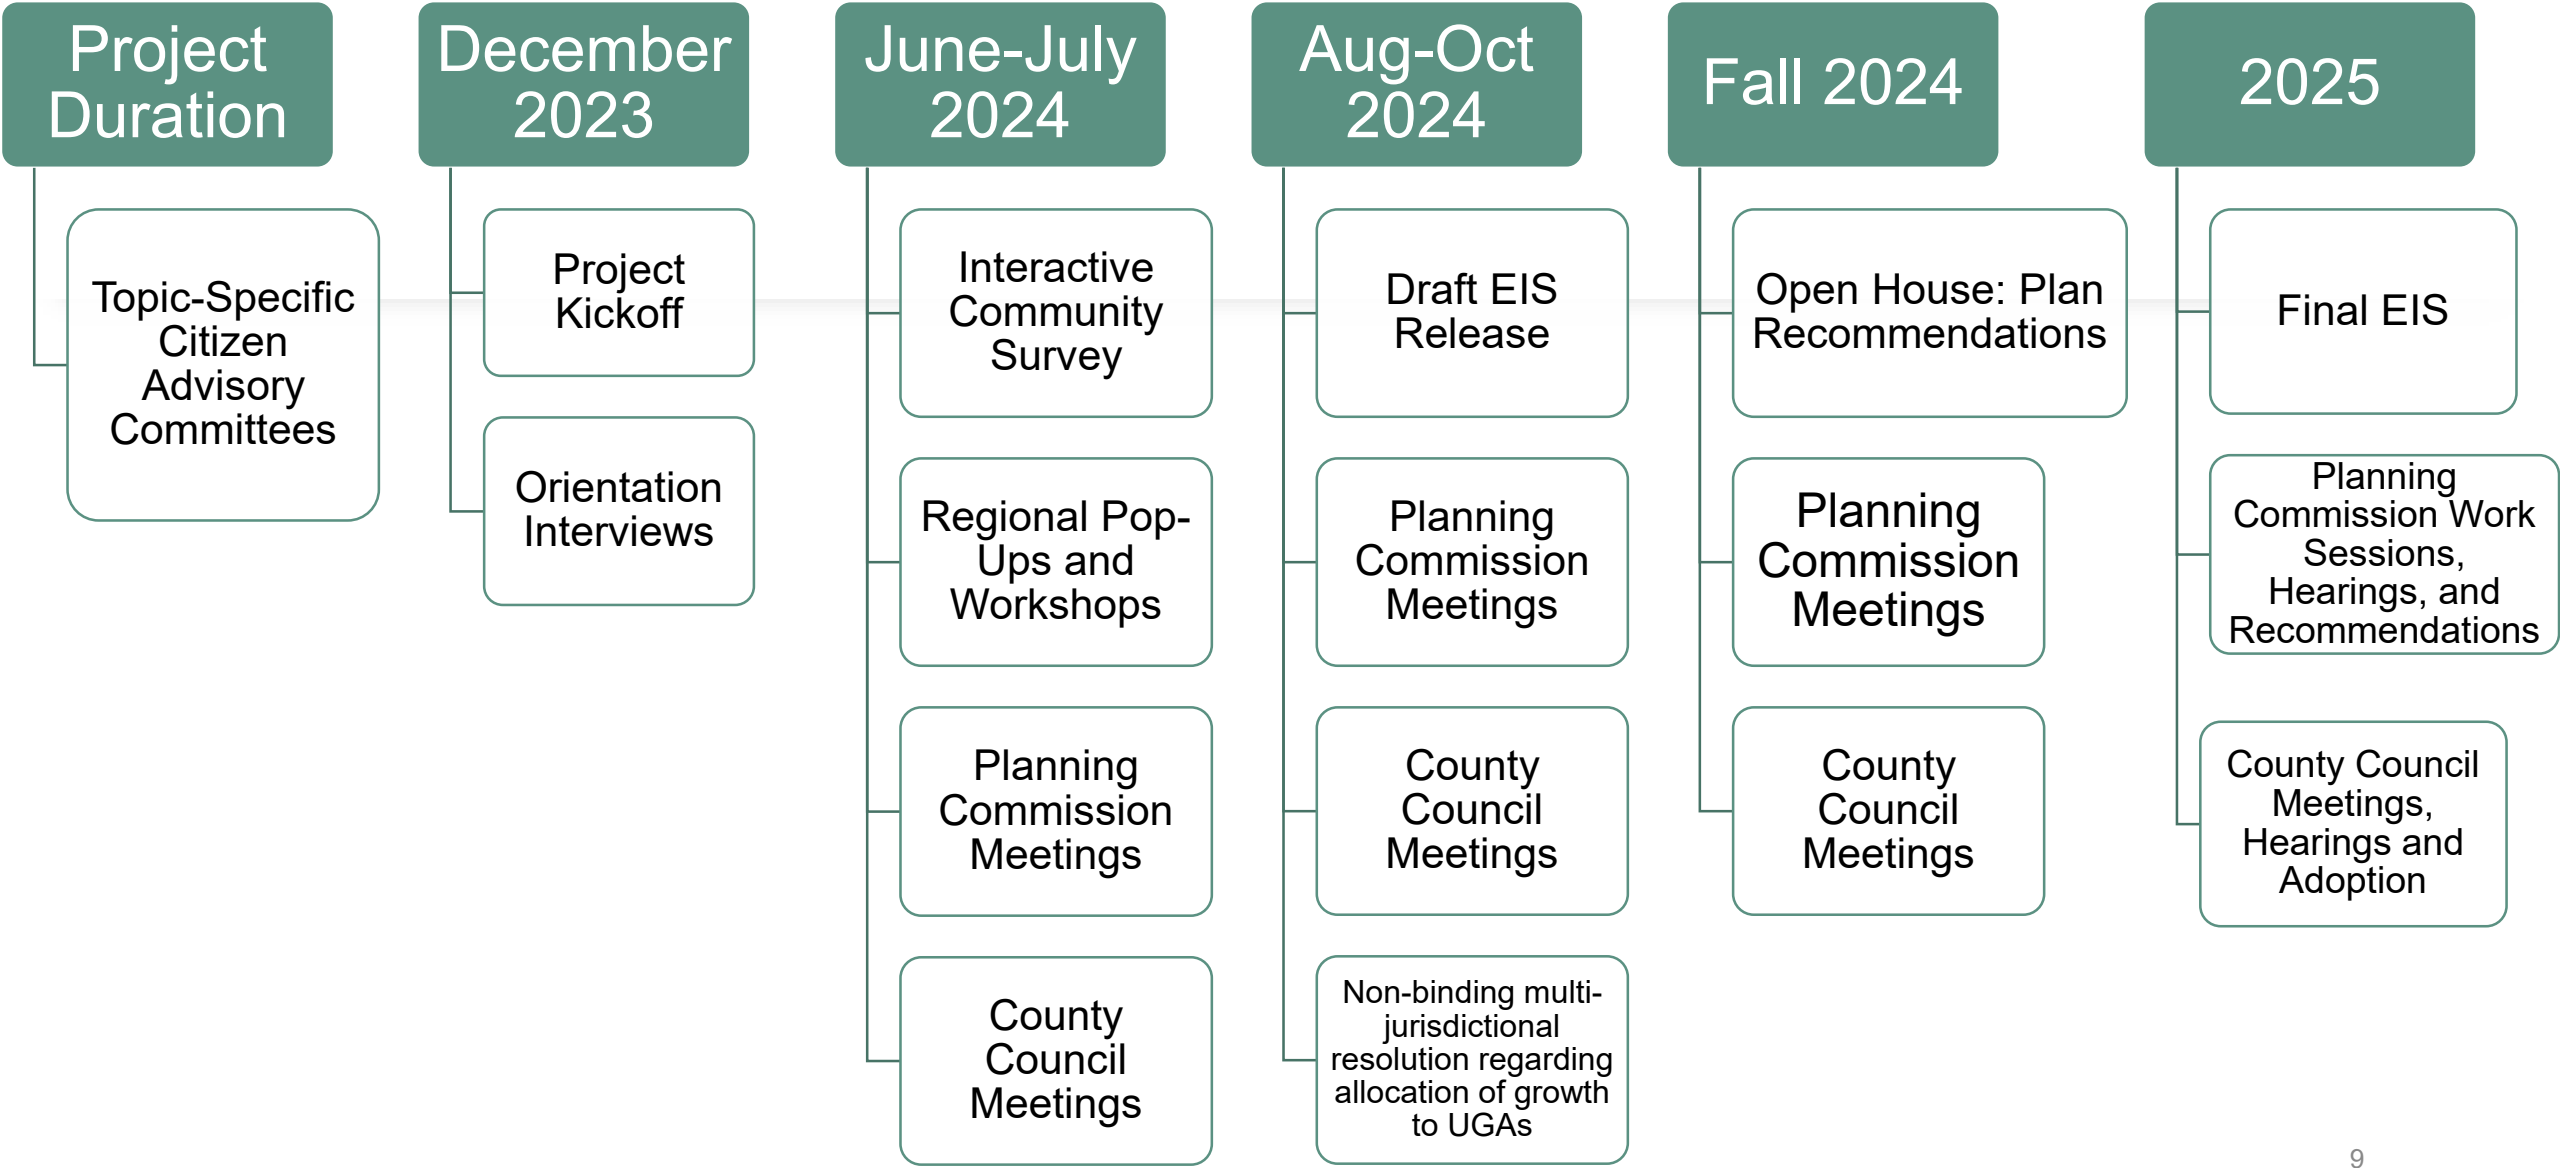 Project
Duration
Topic-Specific
Citizen
Advisory
Committees
December
2023
Project
Kickoff
Orientation
Interviews
June-July
2024
Interactive
Community
Survey
Regional Pop-
Ups and
Workshops
Planning
Commission
Meetings
County
Council
Meetings
Aug-Oct
2024
Draft EIS
Release
Planning
Commission
Meetings
County
Council
Meetings
Non-binding multi-
jurisdictional
resolution regarding
allocation of growth
to UGAs
Fall 2024
Open House: Plan
Recommendations
Planning
Commission
Meetings
County
Council
Meetings
2025
Final EIS
Planning
Commission Work
Sessions,
Hearings, and
Recommendations
County Council
Meetings,
Hearings and
Adoption
9